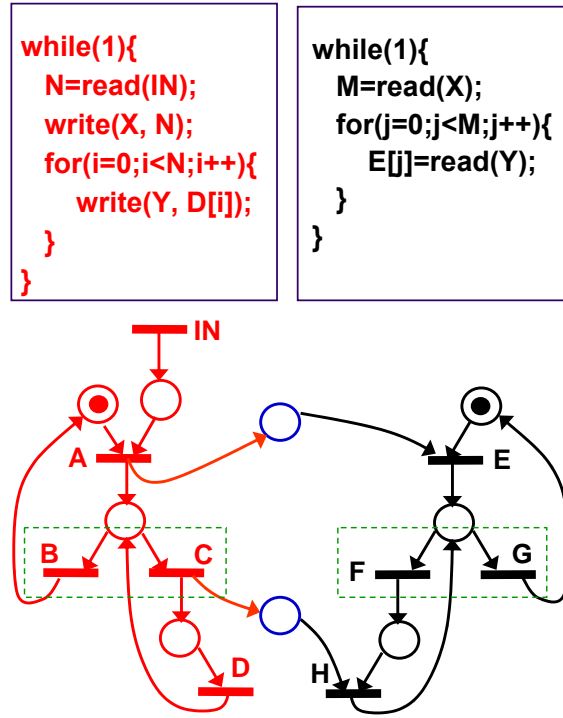 while(1){
N=read(IN);
write(X, N);
for(i=0;i<N;i++){
write(Y, D[i]);
}
}
while(1){
M=read(X);
for(j=0;j<M;j++){
E[j]=read(Y);
}
}
IN
A
E
B
C
F
G
D
H